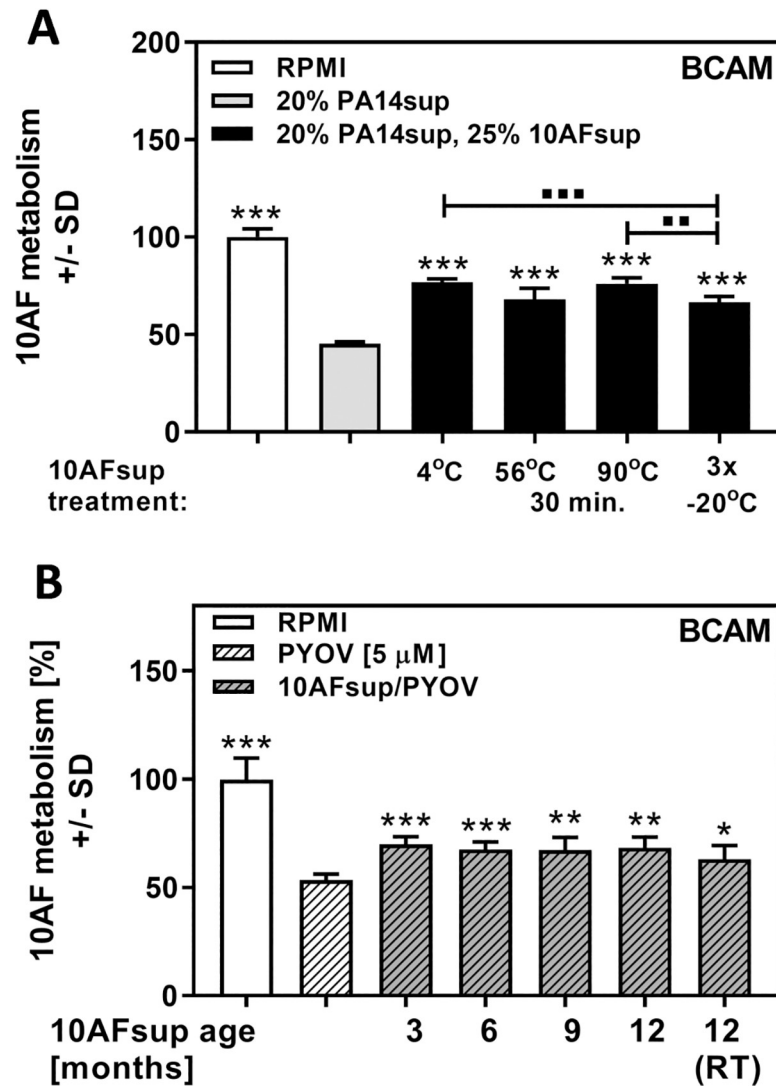 A
200
150
100
50
0
10AF metabolism
+/- SD
RPMI
20% PA14sup
20% PA14sup, 25% 10AFsup
BCAM
***
***
***
***
***
▪▪▪
▪▪
10AFsup
treatment:
4°C
56°C
90°C
3x
30 min.
-20°C
B
150
100
50
0
10AF metabolism [%]
+/- SD
RPMI
PYOV [5 μM]
10AFsup/PYOV
BCAM
***
***
***
**
**
*
10AFsup age
[months]
3
6
9
12
12
(RT)